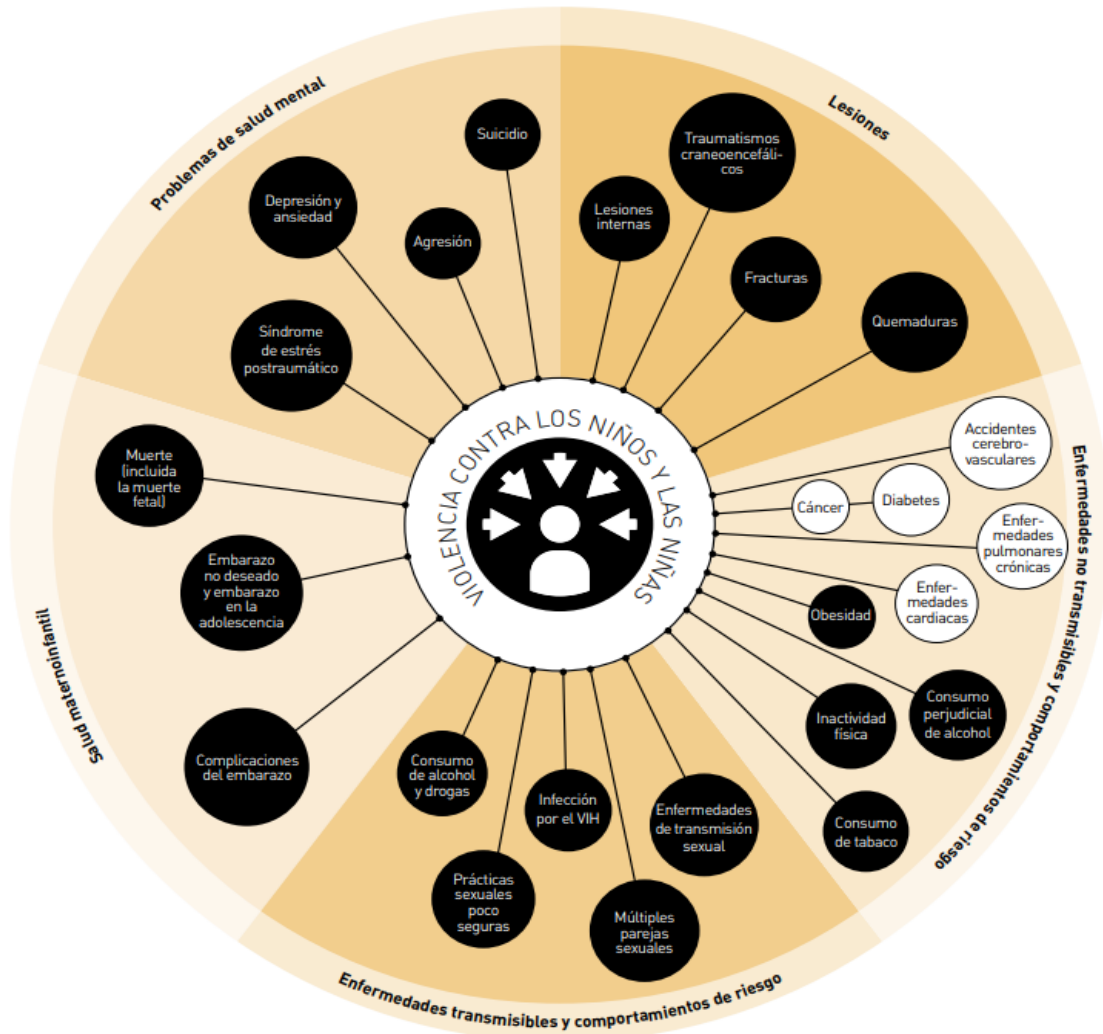 Problemas de salud mental
Suicidio
Depresión y
ansiedad
Agresión
Síndrome
de estrés
postraumático
Lesiones
Traumatismos
craneoencefáli-
cos
Lesiones
internas
Fracturas
Quemaduras
VIOLENCIA CONTRA LOS NIÑOS Y LAS NIÑAS
Enfermedades no transmisibles y comportamientos de riesgo
Accidentes
cerebro-
vasculares
Cáncer
Diabetes
Enfer-
medades
pulmonares
crónicas
Enfer-
medades
cardiacas
Obesidad
Consumo
perjudicial
de alcohol
Inactividad
física
Consumo
de tabaco
Salud maternoinfantil
Muerte
(incluida
la muerte
fetal)
Embarazo
no deseado
y embarazo
en la
adolescencia
Complicaciones
del embarazo
Consumo
de alcohol
y drogas
Infección
por el VIH
Enfermedades
de transmisión
sexual
Prácticas
sexuales
poco
seguras
Múltiples
parejas
sexuales
Enfermedades transmisibles y comportamientos de riesgo